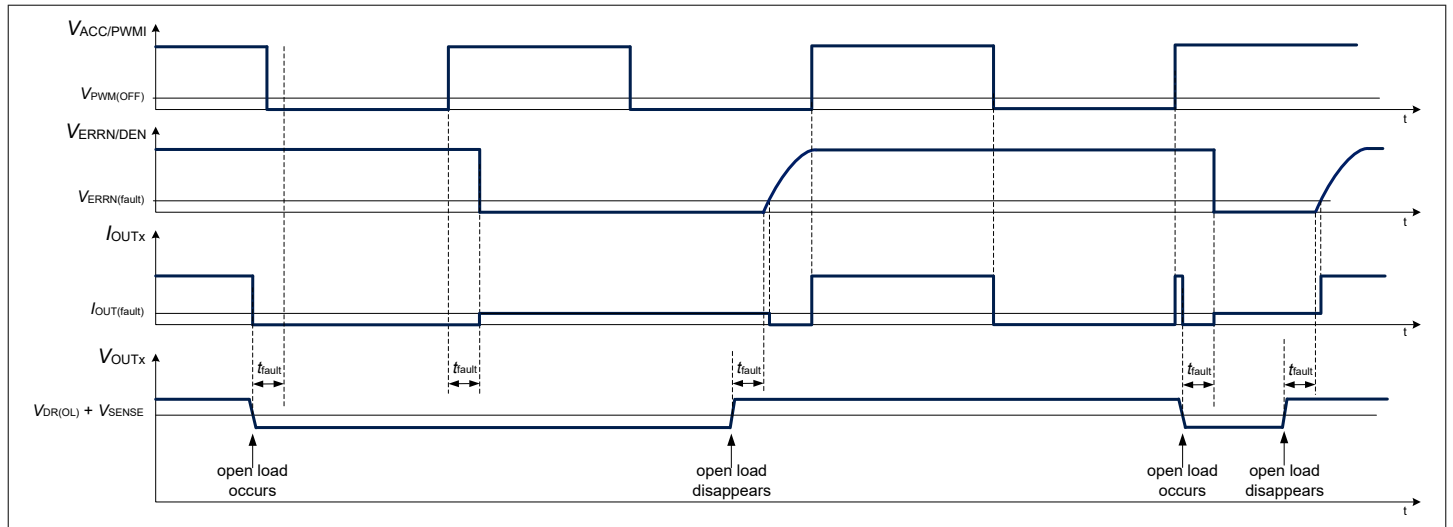 VACC/PWMI
VPWM(OFF)
t
VERRN/DEN
VERRN(fault)
t
IOUTx
IOUT(fault)
t
VOUTx
tfault
tfault
tfault
tfault
tfault
VDR(OL) + VSENSE
open load
occurs
open load
disappears
open load
occurs
open load
disappears
t